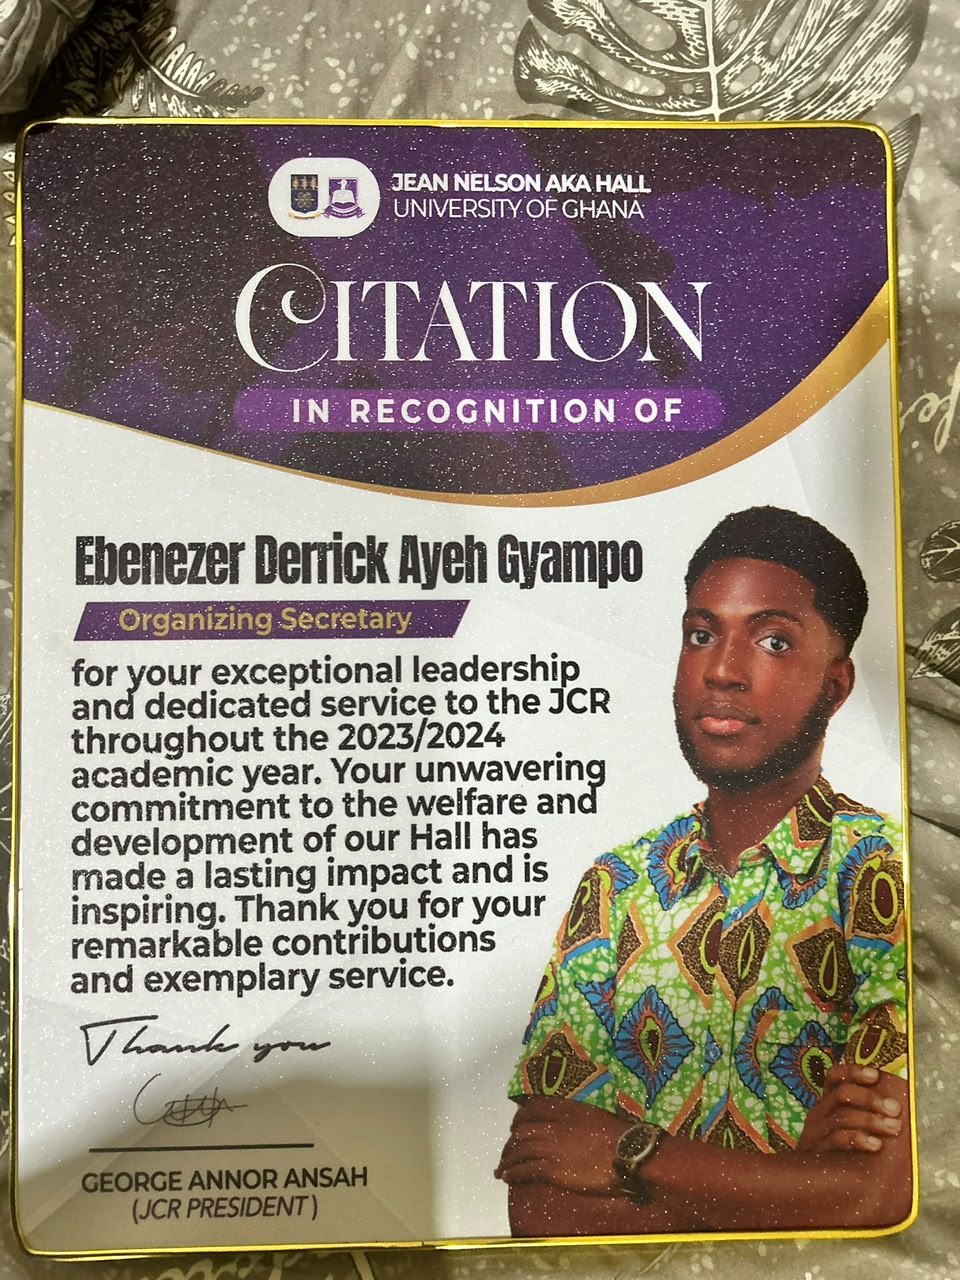 JEAN NELSON AKA HALL
UNIVERSITY OF GHANA
CITATION
IN RECOGNITION OF
Ebenezer Derrick Ayeh Gyampo
Organizing Secretary
for your exceptional leadership
and dedicated service to the JCR
throughout the 2023/2024
academic year. Your unwavering
commitment to the welfare and
development of our Hall has
made a lasting impact and is
inspiring. Thank you for your
remarkable contributions
and exemplary service.
Thank you
GEORGE ANNOR ANSAH
(JCR PRESIDENT)